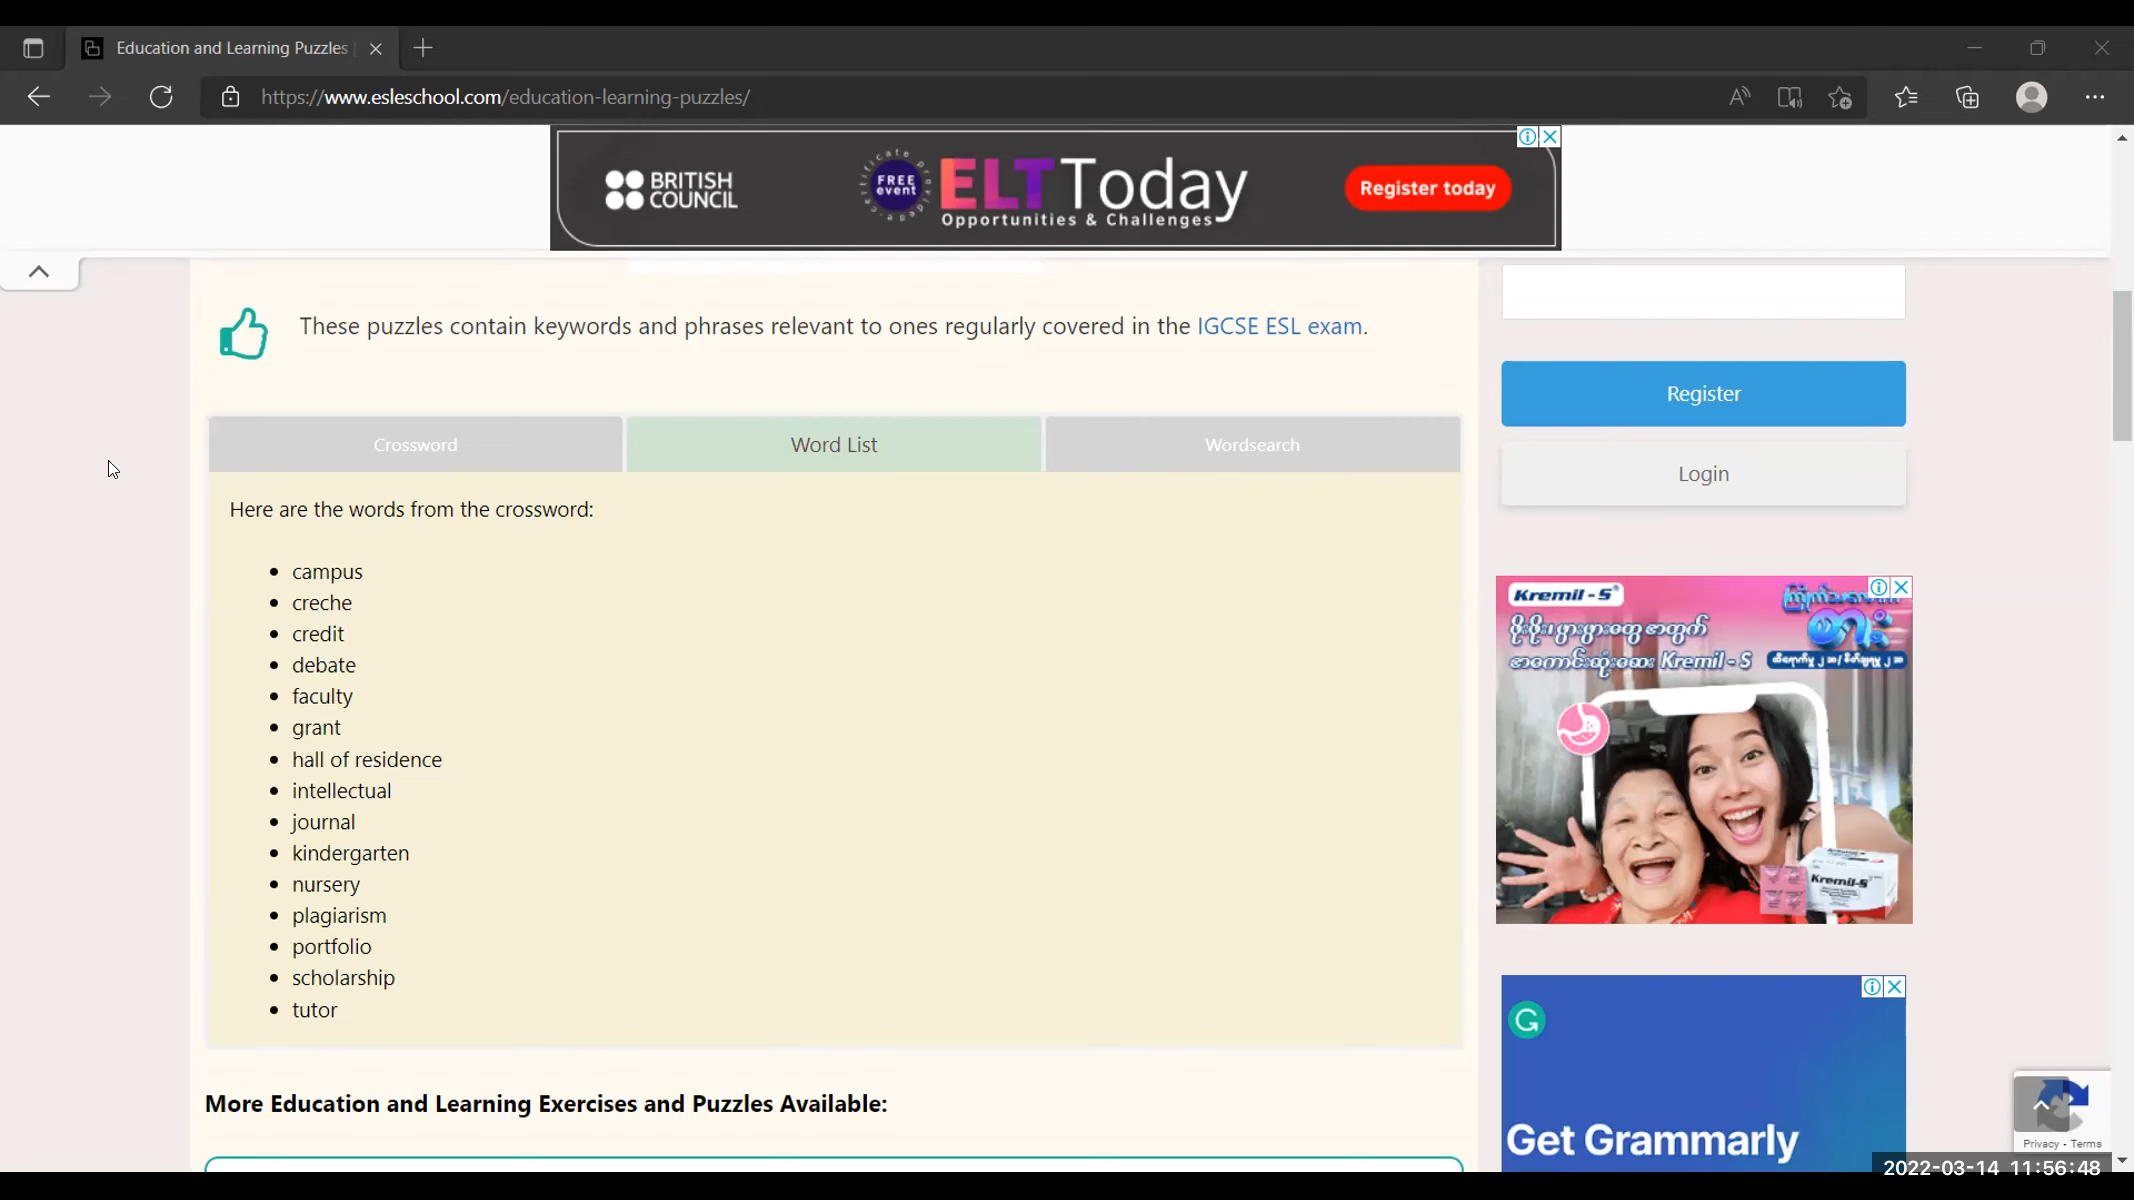 Education and Learning Puzzles
https://www.esleschool.com/education-learning-puzzles/
BRITISH
COUNCIL
certificate provided
FREE
event
ELT Today
Opportunities & Challenges
Register today
These puzzles contain keywords and phrases relevant to ones regularly covered in the IGCSE ESL exam.
Crossword
Word List
Wordsearch
Register
Login
Here are the words from the crossword:
campus
creche
credit
debate
faculty
grant
hall of residence
intellectual
journal
kindergarten
nursery
plagiarism
portfolio
scholarship
tutor
Kremil-S
Kremil-S
Kremil-S
More Education and Learning Exercises and Puzzles Available:
G
Get Grammarly
Privacy - Terms
2022-03-14 11:56:48